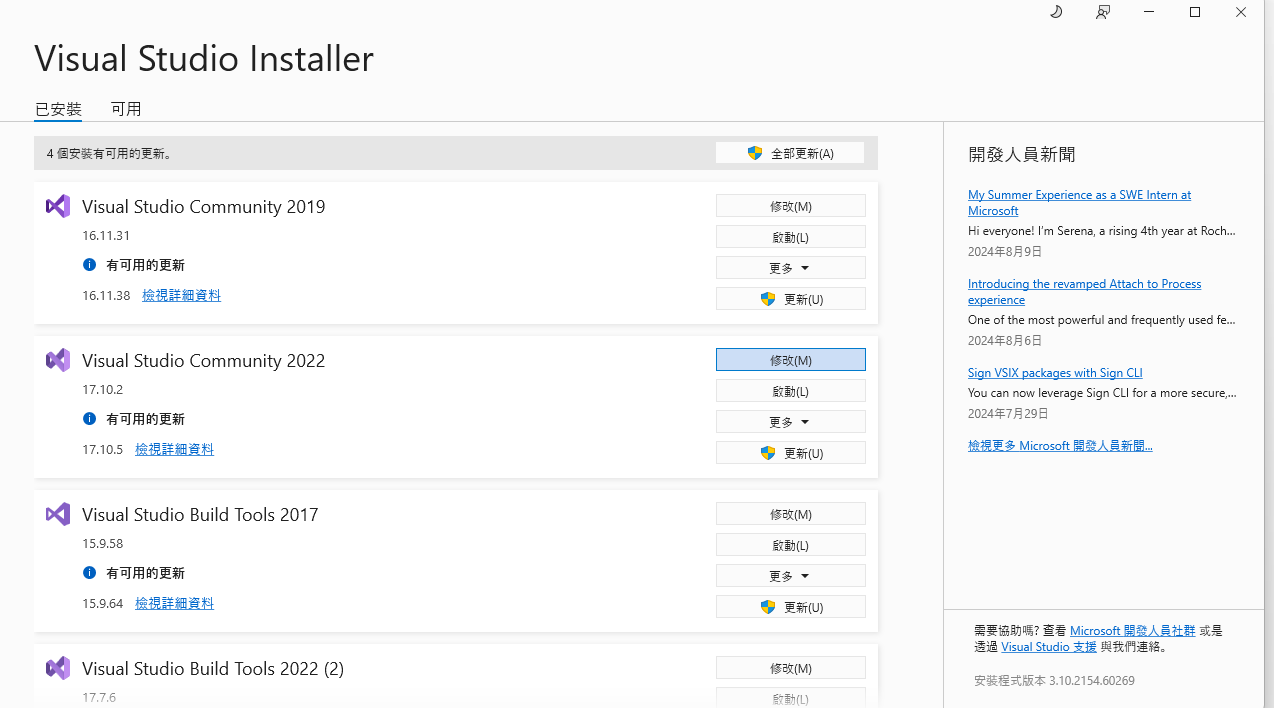 Visual Studio Installer
已安裝
可用
4 個安裝有可用的更新。
全部更新(A)
Visual Studio Community 2019
16.11.31
有可用的更新
16.11.38 檢視詳細資料
修改(M)
啟動(L)
更多
更新(U)
Visual Studio Community 2022
17.10.2
有可用的更新
17.10.5 檢視詳細資料
修改(M)
啟動(L)
更多
更新(U)
Visual Studio Build Tools 2017
15.9.58
有可用的更新
15.9.64 檢視詳細資料
修改(M)
啟動(L)
更多
更新(U)
Visual Studio Build Tools 2022 (2)
17.7.6
修改(M)
啟動(L)
開發人員新聞
My Summer Experience as a SWE Intern at
Microsoft
Hi everyone! I'm Serena, a rising 4th year at Roch...
2024年8月9日
Introducing the revamped Attach to Process
experience
One of the most powerful and frequently used fe...
2024年8月6日
Sign VSIX packages with Sign CLI
You can now leverage Sign CLI for a more secure,...
2024年7月29日
檢視更多 Microsoft 開發人員新聞...
需要協助嗎? 查看 Microsoft 開發人員社群 或是
透過 Visual Studio 支援 與我們連絡。
安裝程式版本 3.10.2154.60269